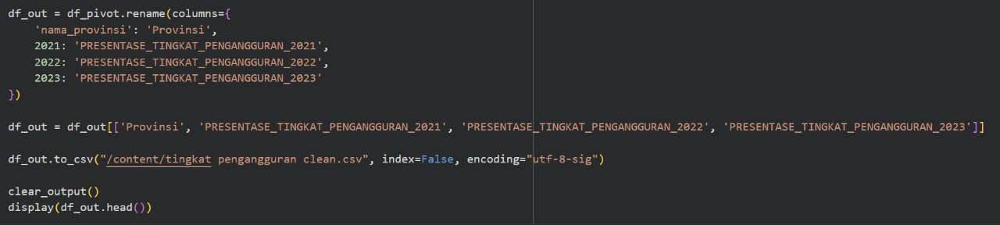 df_out = df_pivot.rename(columns={
    'nama_provinsi': 'Provinsi',
    2021: 'PRESENTASE_TINGKAT_PENGANGGURAN_2021',
    2022: 'PRESENTASE_TINGKAT_PENGANGGURAN_2022',
    2023: 'PRESENTASE_TINGKAT_PENGANGGURAN_2023'
})
df_out = df_out[['Provinsi', 'PRESENTASE_TINGKAT_PENGANGGURAN_2021', 'PRESENTASE_TINGKAT_PENGANGGURAN_2022', 'PRESENTASE_TINGKAT_PENGANGGURAN_2023']]
df_out.to_csv("/content/tingkat pengangguran clean.csv", index=False, encoding="utf-8-sig")
clear_output()
display(df_out.head())